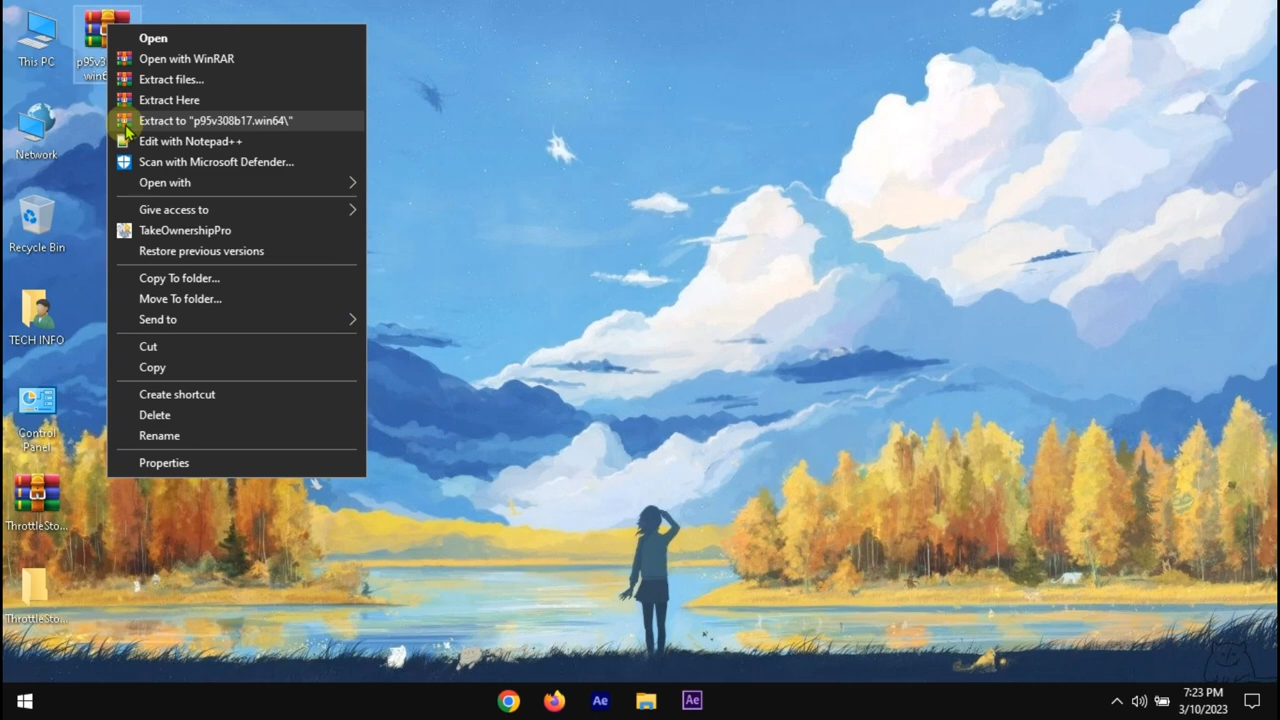 This PC
Network
Recycle Bin
TECH INFO
Control
Panel
ThrottleSto...
ThrottleSto...
Open
Open with WinRAR
Extract files...
Extract Here
Extract to "p95v308b17.win64\"
Edit with Notepad++
Scan with Microsoft Defender...
Open with
Give access to
TakeOwnershipPro
Restore previous versions
Copy To folder...
Move To folder...
Send to
Cut
Copy
Create shortcut
Delete
Rename
Properties
Ae
Ae
7:23 PM
3/10/2023